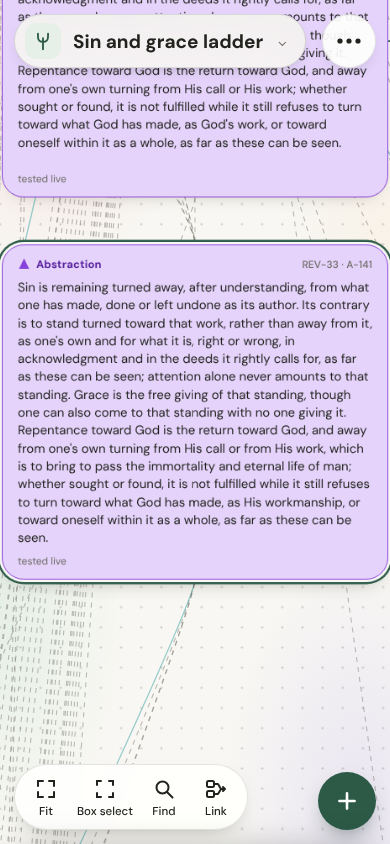 Sin and grace ladder
Repentance toward God is the return toward God, and away
from one's own turning from His call or His work; whether
sought or found, it is not fulfilled while it still refuses to turn
toward what God has made, as God's work, or toward
oneself within it as a whole, as far as these can be seen.
tested live
Abstraction
REV-33 · A-141
Sin is remaining turned away, after understanding, from what
one has made, done or left undone as its author. Its contrary
is to stand turned toward that work, rather than away from it,
as one's own and for what it is, right or wrong, in
acknowledgment and in the deeds it rightly calls for, as far
as these can be seen; attention alone never amounts to that
standing. Grace is the free giving of that standing, though
one can also come to that standing with no one giving it.
Repentance toward God is the return toward God, and away
from one's own turning from His call or from His work, which
is to bring to pass the immortality and eternal life of man;
whether sought or found, it is not fulfilled while it still refuses
to turn toward what God has made, as His workmanship, or
toward oneself within it as a whole, as far as these can be
seen.
tested live
Fit
Box select
Find
Link